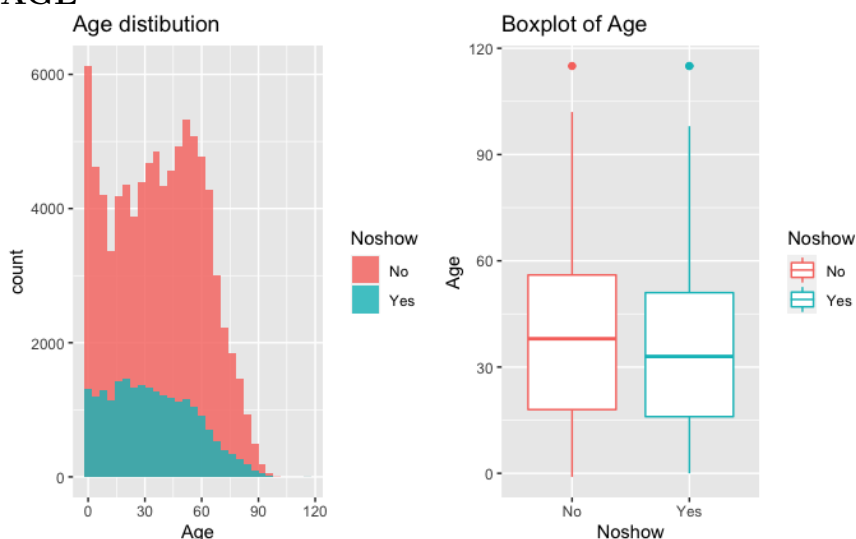 AGE
Age distibution
6000
4000
2000
0
count
0 30 60 90 120
Age
Noshow
No
Yes
Boxplot of Age
120
90
60
30
0
Age
No Yes
Noshow
Noshow
No
Yes